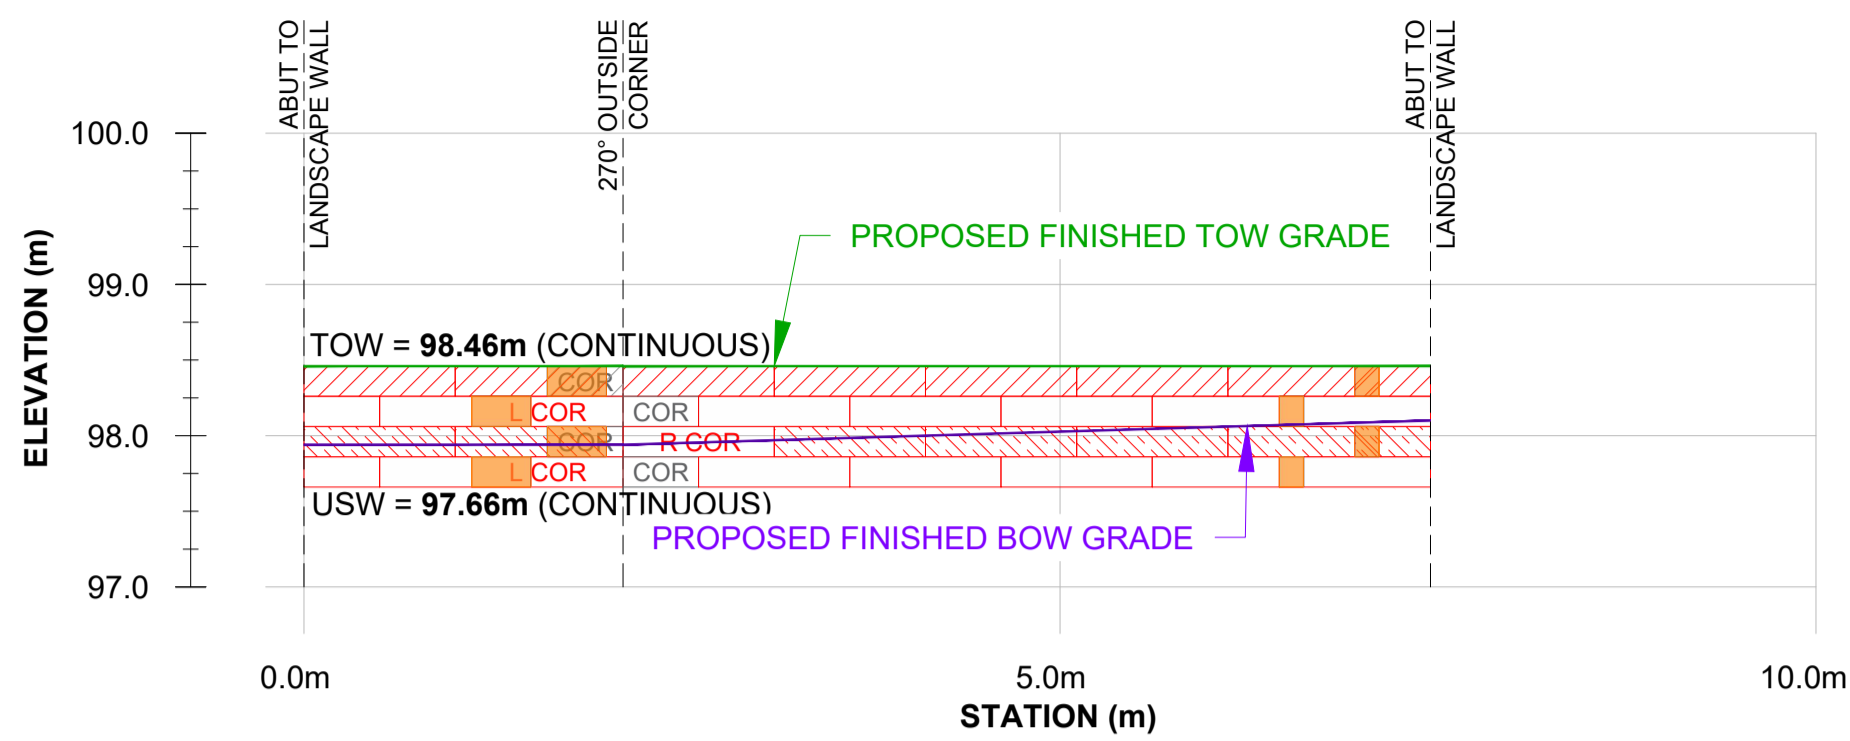 ABUT TO
LANDSCAPE WALL
270° OUTSIDE
CORNER
ABUT TO
LANDSCAPE WALL
100.0
99.0
98.0
97.0
ELEVATION (m)
PROPOSED FINISHED TOW GRADE
TOW = 98.46m (CONTINUOUS)
COR
L COR COR
COR R COR
L COR COR
USW = 97.66m (CONTINUOUS)
PROPOSED FINISHED BOW GRADE
0.0m 5.0m 10.0m
STATION (m)